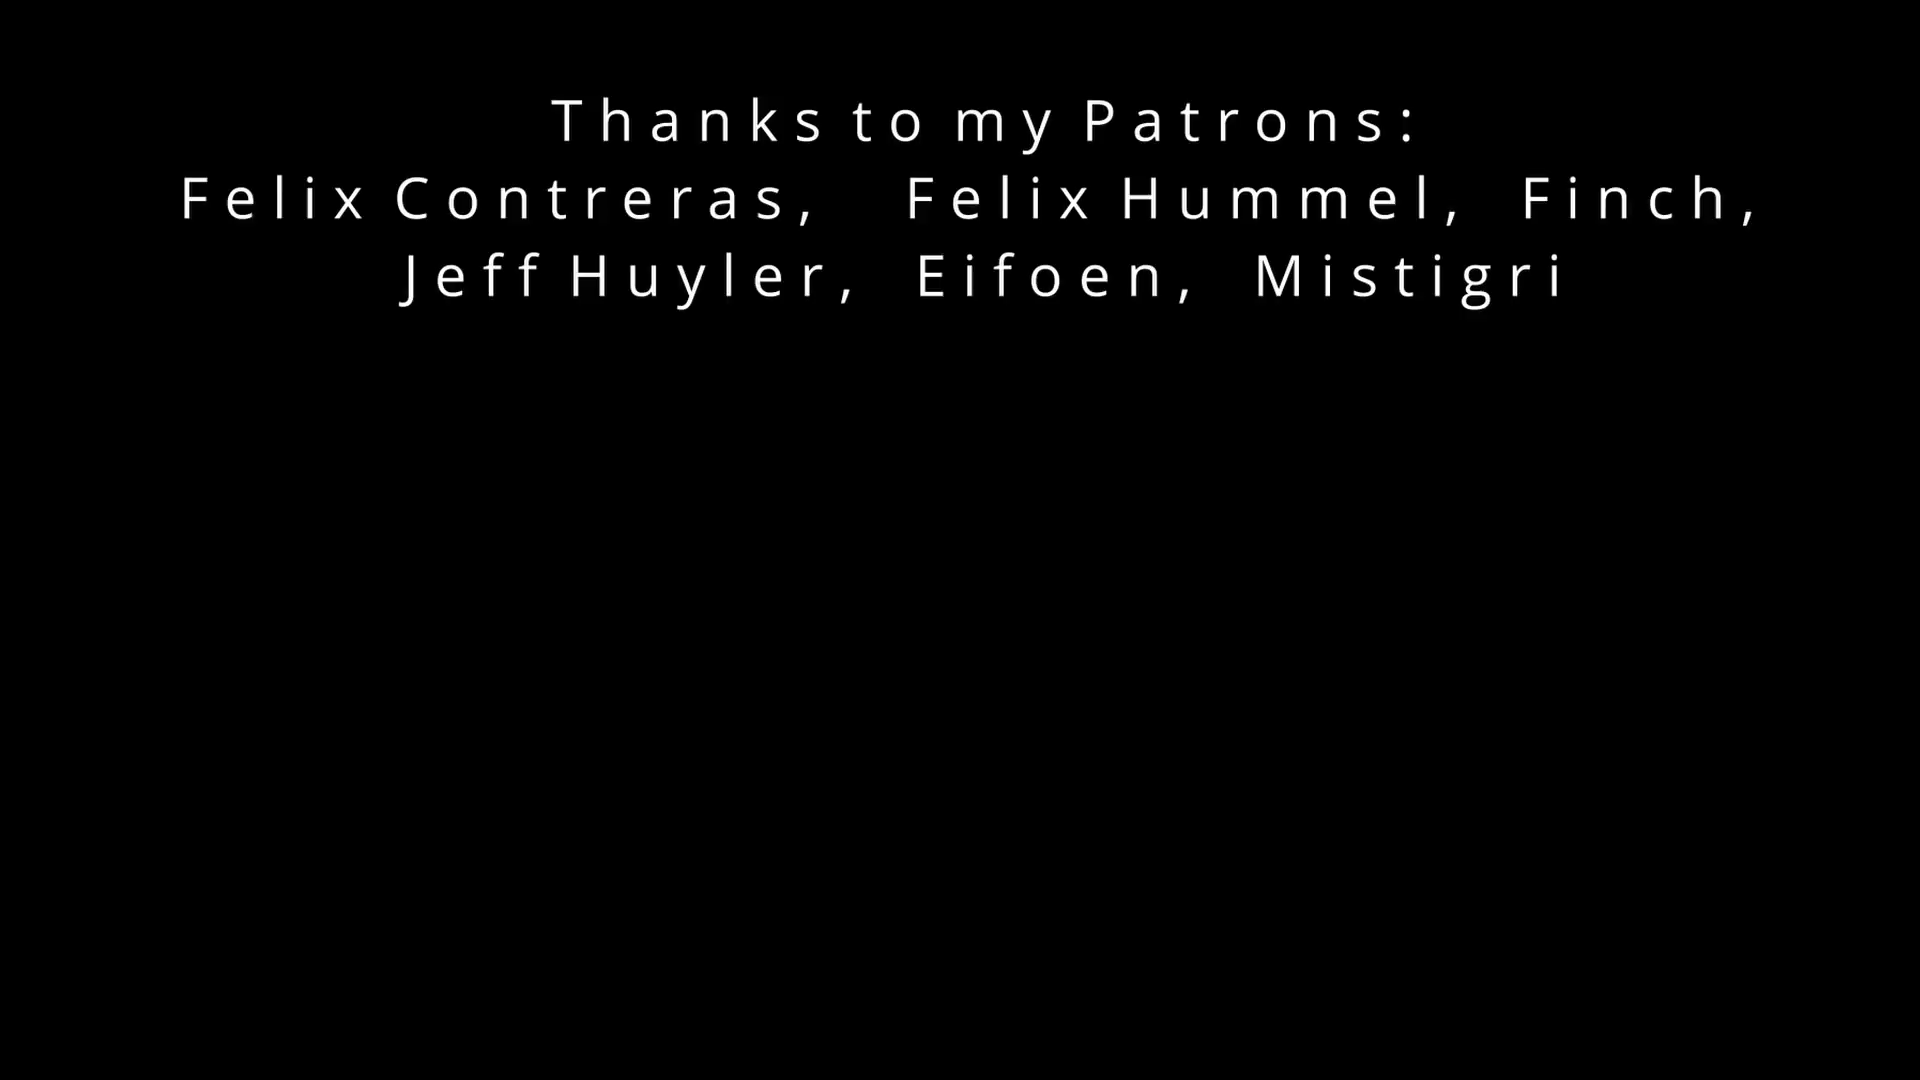 Thanks to my Patrons:
Felix Contreras, Felix Hummel, Finch,
Jeff Huyler, Eifoen, Mistigri